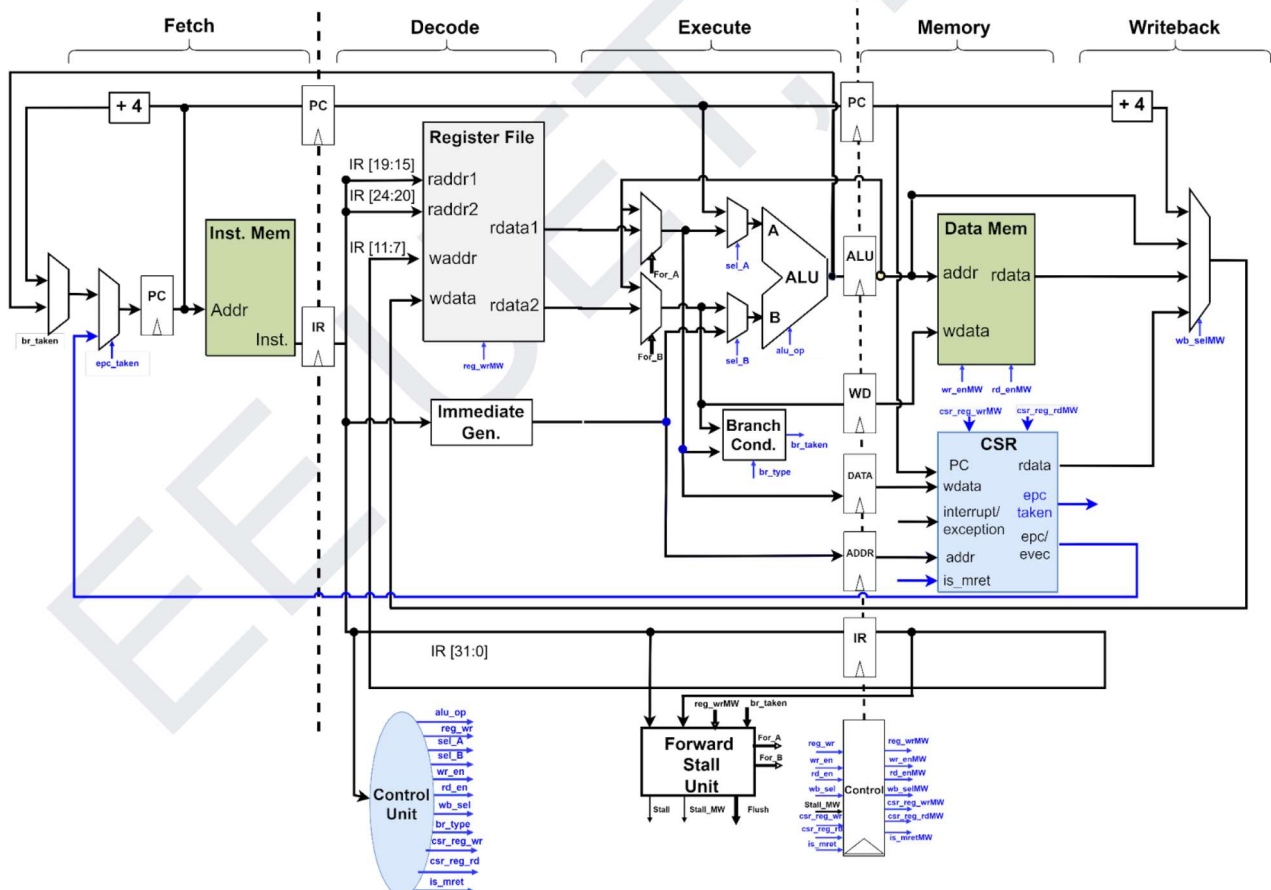 Fetch
Decode
Execute
Memory
Writeback
+ 4
PC
PC
+ 4
IR [19:15]
IR [24:20]
IR [11:7]
Register File
raddr1
raddr2
rdata1
waddr
wdata
rdata2
reg_wrMW
Inst. Mem
Addr
Inst.
PC
IR
br_taken
epc_taken
For_A
For_B
sel_A
sel_B
A
B
ALU
alu_op
ALU
Data Mem
addr
rdata
wdata
wr_enMW
rd_enMW
wb_selMW
WD
Immediate
Gen.
Branch
Cond.
br_taken
br_type
DATA
ADDR
csr_reg_wrMW
csr_reg_rdMW
CSR
PC
rdata
wdata
epc
taken
interrupt/
exception
epc/
evec
addr
is_mret
IR [31:0]
IR
Control
Unit
alu_op
reg_wr
sel_A
sel_B
wr_en
rd_en
wb_sel
br_type
csr_reg_wr
csr_reg_rd
is_mret
reg_wrMW
br_taken
Forward
Stall
Unit
For_A
For_B
Stall
Stall_MW
Flush
reg_wr
wr_en
rd_en
wb_sel
Stall_MW
csr_reg_wr
csr_reg_rd
is_mret
Control
reg_wrMW
wr_enMW
rd_enMW
wb_selMW
csr_reg_wrMW
csr_reg_rdMW
is_mretMW